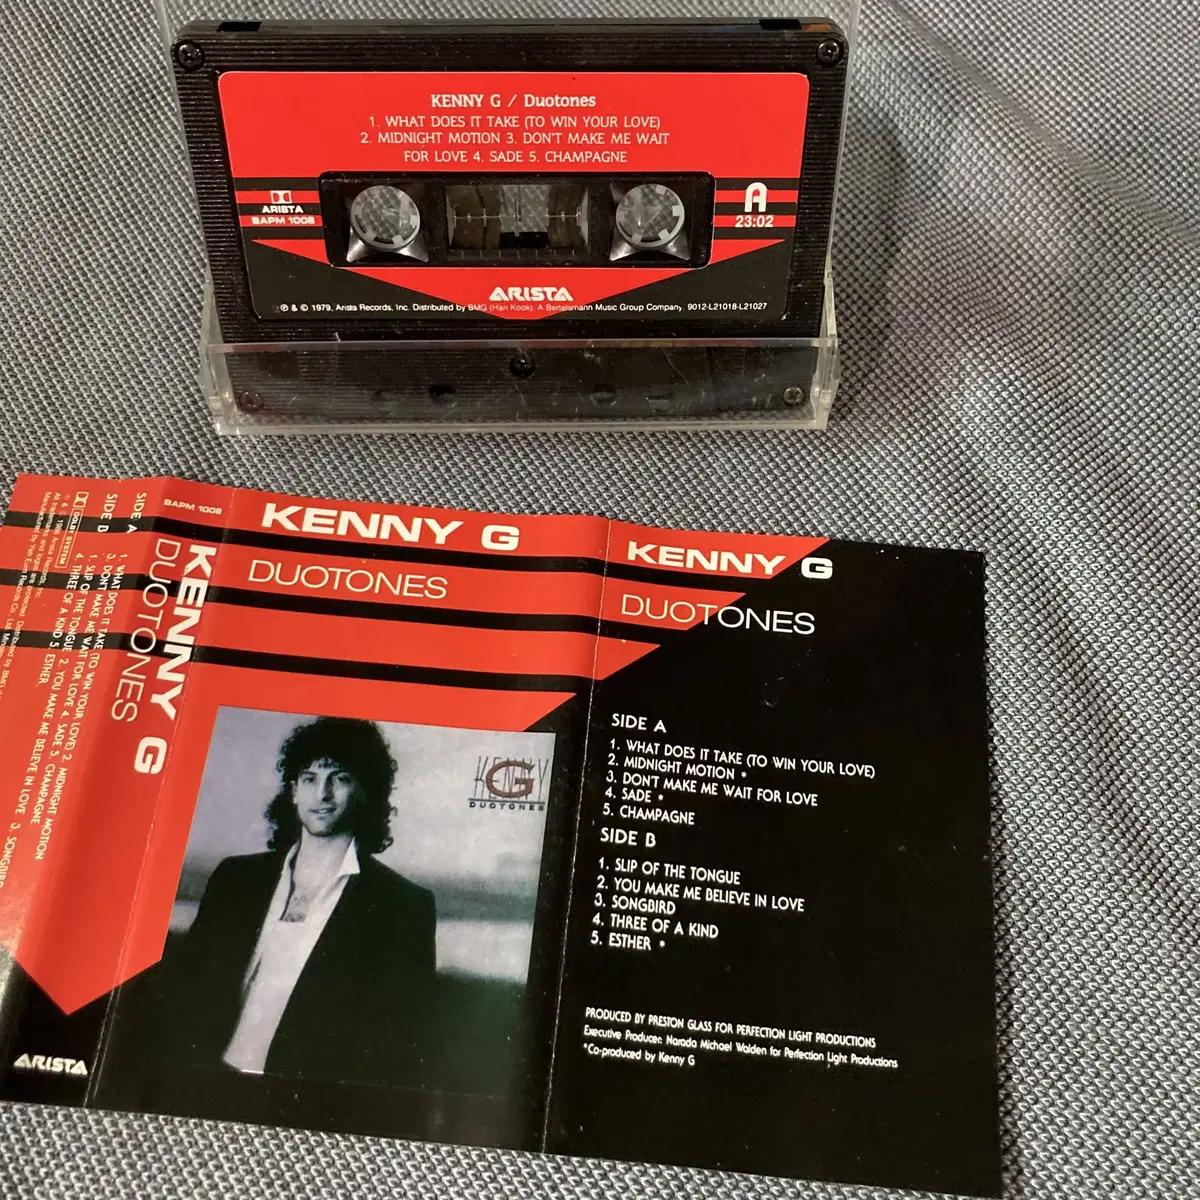 KENNY G / Duotones
1. WHAT DOES IT TAKE (TO WIN YOUR LOVE)
2. MIDNIGHT MOTION 3. DON'T MAKE ME WAIT
FOR LOVE 4. SADE 5. CHAMPAGNE
ARISTA
BAPM 1008
A
23:02
ARISTA
℗ & © 1979, Arista Records, Inc. Distributed by BMG (Han Kook), A Bertelsmann Music Group Company, 9012-L21018-L21027
SIDE A
1. WHAT DOES IT TAKE (TO WIN YOUR LOVE) 2. MIDNIGHT MOTION
3. DON'T MAKE ME WAIT FOR LOVE 4. SADE 5. CHAMPAGNE
SIDE B
1. SLIP OF THE TONGUE 2. YOU MAKE ME BELIEVE IN LOVE 3. SONGBIRD
4. THREE OF A KIND 5. ESTHER
DOLBY SYSTEM
℗ & © 1986 Arista Records, Inc.
BAPM 1008
KENNY G
DUOTONES
ARISTA
KENNY G
DUOTONES
KENNY
G
DUOTONES
KENNY G
DUOTONES
SIDE A
1. WHAT DOES IT TAKE (TO WIN YOUR LOVE)
2. MIDNIGHT MOTION *
3. DON'T MAKE ME WAIT FOR LOVE
4. SADE *
5. CHAMPAGNE
SIDE B
1. SLIP OF THE TONGUE
2. YOU MAKE ME BELIEVE IN LOVE
3. SONGBIRD
4. THREE OF A KIND
5. ESTHER *
PRODUCED BY PRESTON GLASS FOR PERFECTION LIGHT PRODUCTIONS
Executive Producer: Narada Michael Walden for Perfection Light Productions
*Co-produced by Kenny G